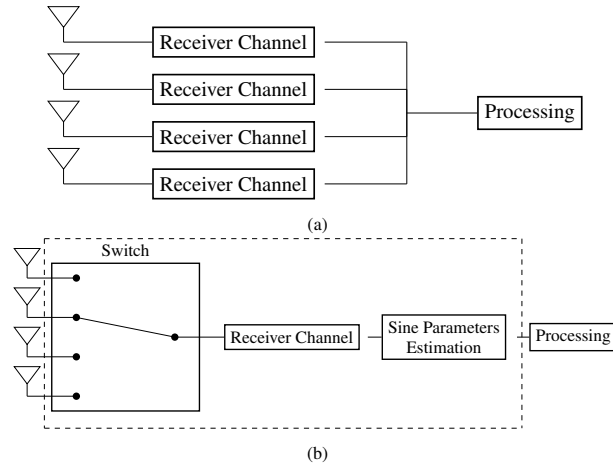 Receiver Channel
Receiver Channel
Receiver Channel
Receiver Channel
Processing
(a)
Switch
Receiver Channel
Sine Parameters
Estimation
Processing
(b)